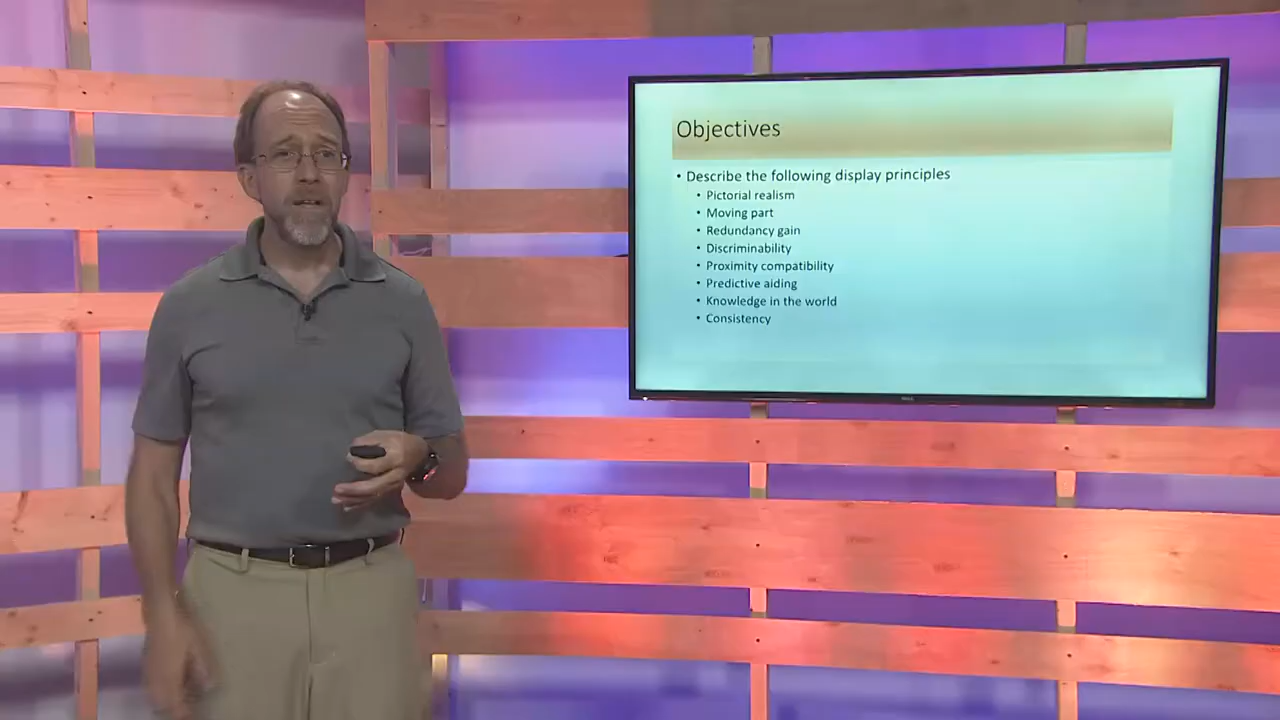 Objectives
• Describe the following display principles
• Pictorial realism
• Moving part
• Redundancy gain
• Discriminability
• Proximity compatibility
• Predictive aiding
• Knowledge in the world
• Consistency
DELL